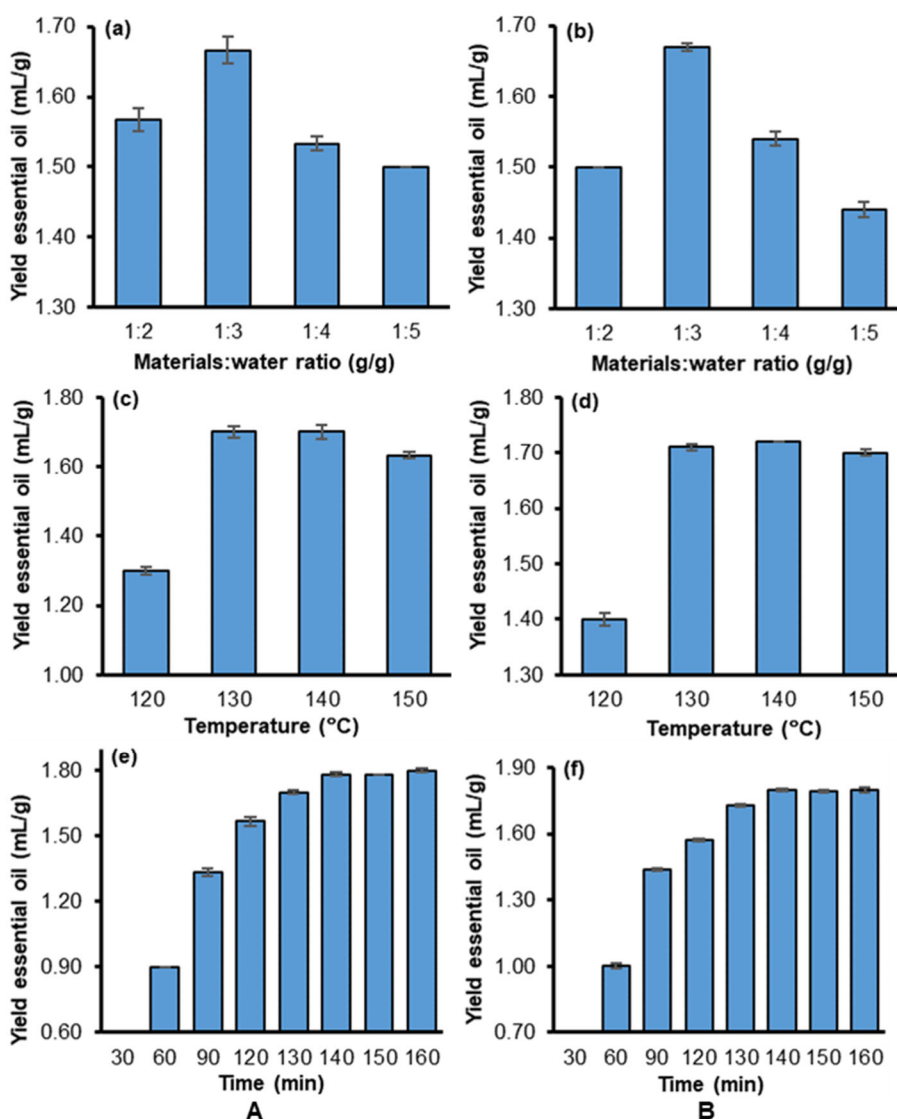 (a)
Yield essential oil (mL/g)
1.70
1.60
1.50
1.40
1.30
1:2 1:3 1:4 1:5
Materials:water ratio (g/g)
(b)
Yield essential oil (mL/g)
1.70
1.60
1.50
1.40
1.30
1:2 1:3 1:4 1:5
Materials:water ratio (g/g)
(c)
Yield essential oil (mL/g)
1.80
1.60
1.40
1.20
1.00
120 130 140 150
Temperature (°C)
(d)
Yield essential oil (mL/g)
1.80
1.70
1.60
1.50
1.40
1.30
120 130 140 150
Temperature (°C)
(e)
Yield essential oil (mL/g)
1.80
1.50
1.20
0.90
0.60
30 60 90 120 130 140 150 160
Time (min)
A
(f)
Yield essential oil (mL/g)
1.90
1.60
1.30
1.00
0.70
30 60 90 120 130 140 150 160
Time (min)
B